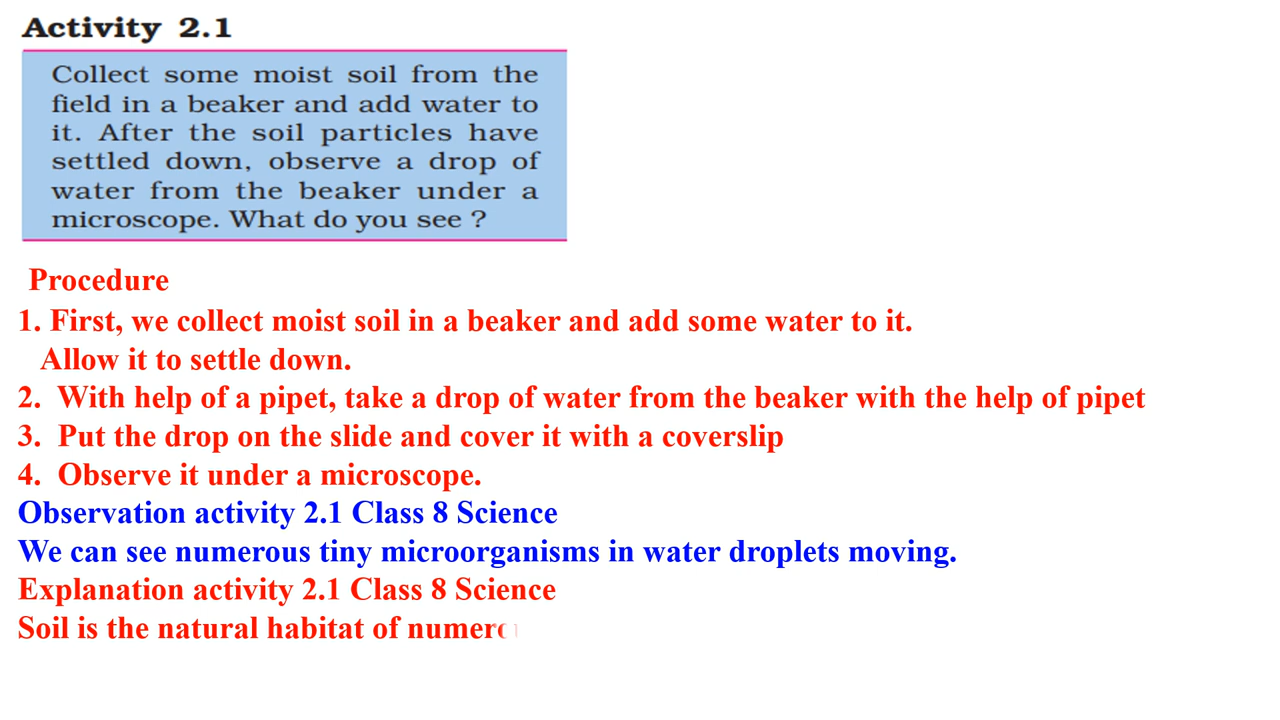 Activity 2.1
Collect some moist soil from the
field in a beaker and add water to
it. After the soil particles have
settled down, observe a drop of
water from the beaker under a
microscope. What do you see ?
Procedure
1. First, we collect moist soil in a beaker and add some water to it.
Allow it to settle down.
2. With help of a pipet, take a drop of water from the beaker with the help of pipet
3. Put the drop on the slide and cover it with a coverslip
4. Observe it under a microscope.
Observation activity 2.1 Class 8 Science
We can see numerous tiny microorganisms in water droplets moving.
Explanation activity 2.1 Class 8 Science
Soil is the natural habitat of